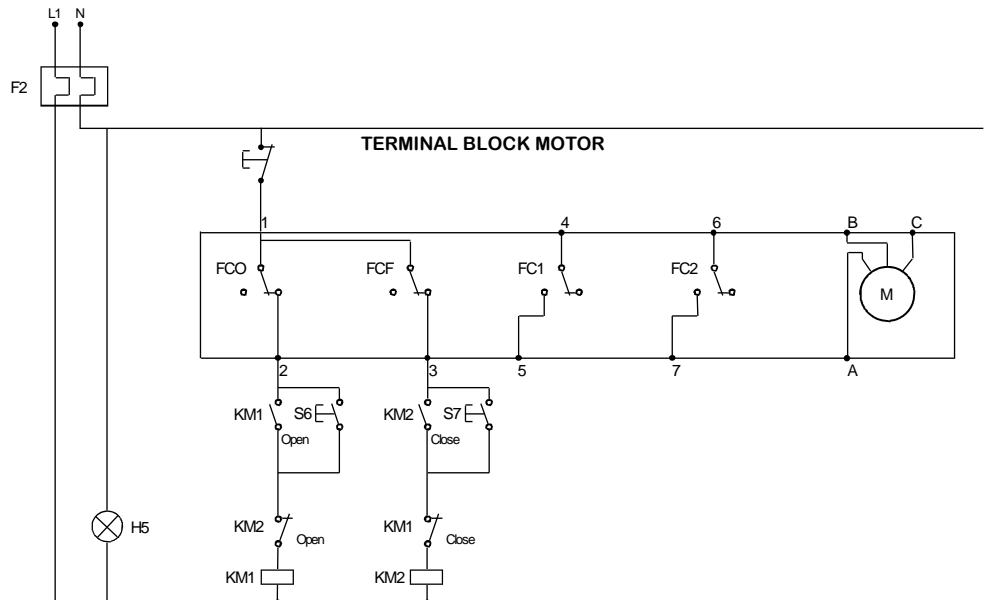 L1 N
F2
TERMINAL BLOCK MOTOR
1 4 6 B C
FCO FCF FC1 FC2 M
2 3 5 7 A
KM1 S6 KM2 S7
Open Close
KM2 KM1
H5 Open Close
KM1 KM2